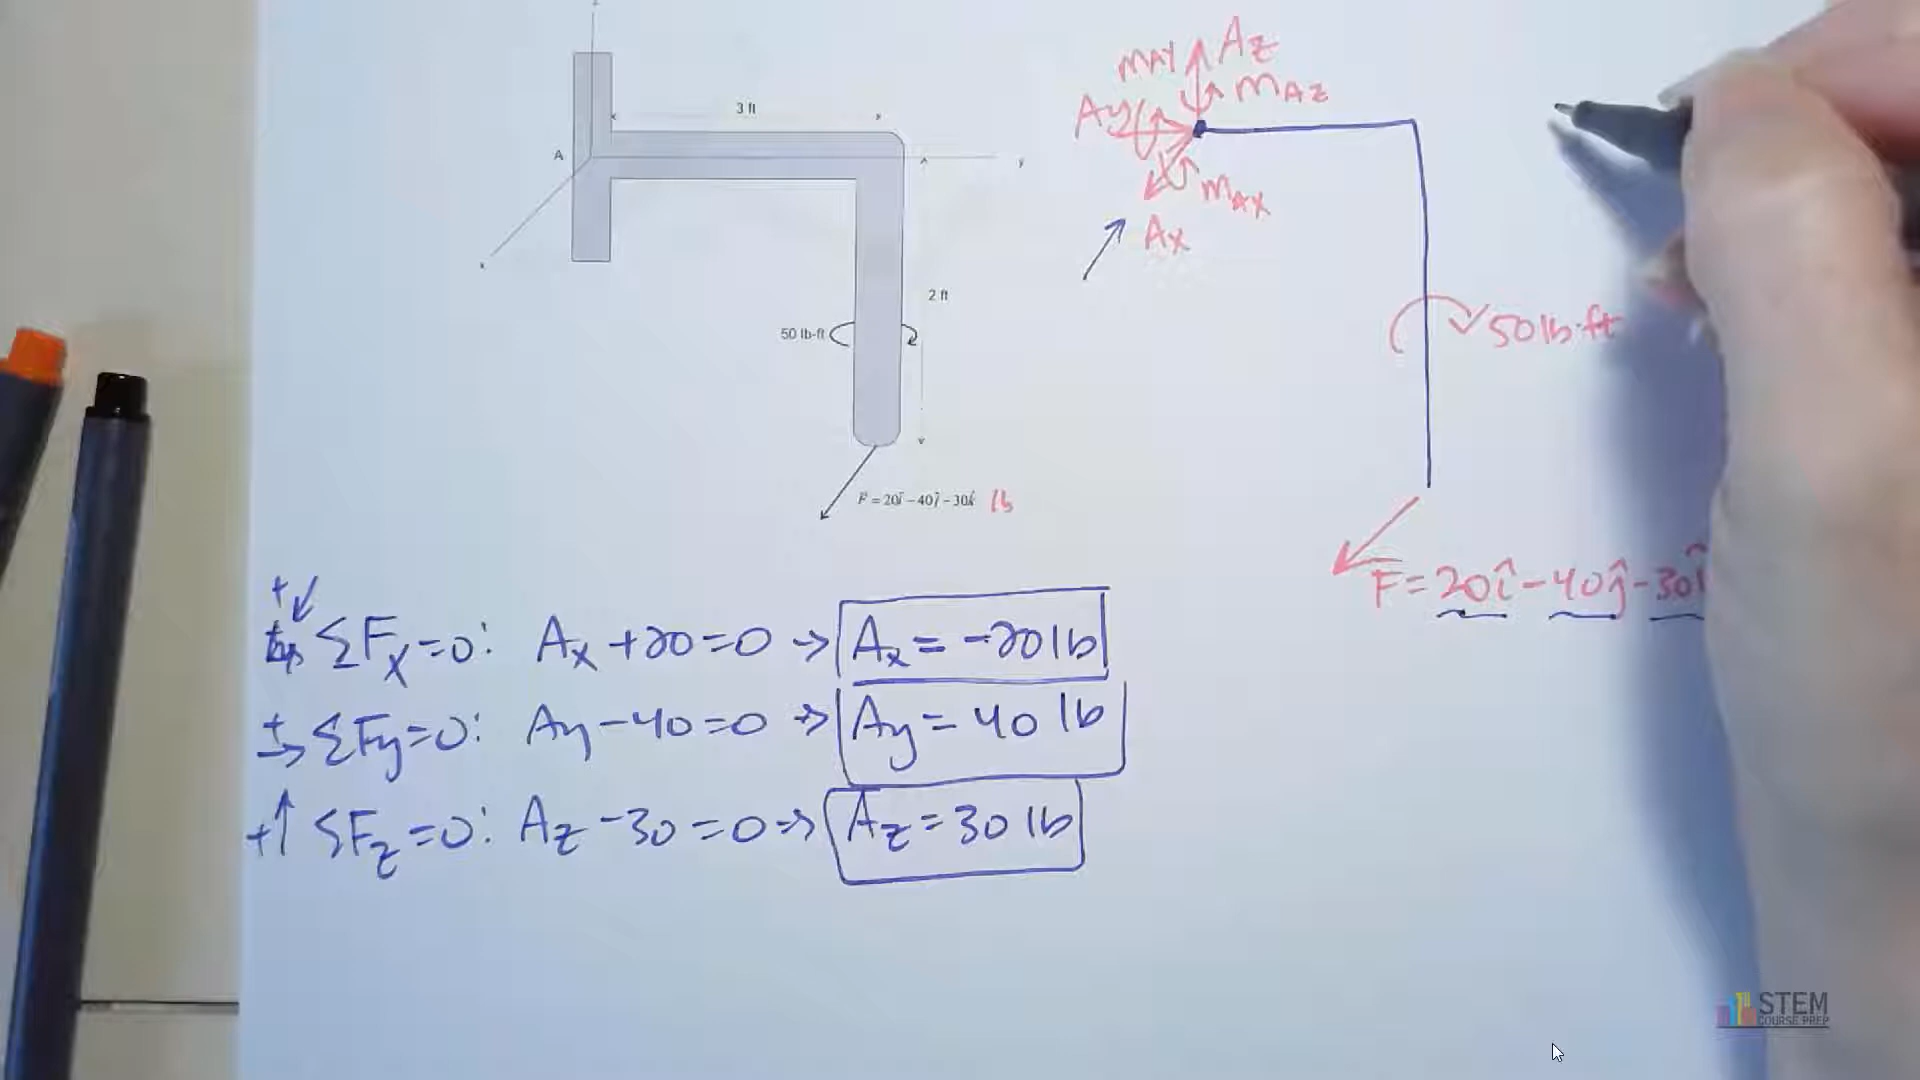 z
3 ft
A
y
x
2 ft
50 lb-ft
F = 20î - 40ĵ - 30k̂ lb
MAY Az
MAz
Ay
MAX
Ax
50 lb·ft
F = 20î - 40ĵ - 30
+↙ ΣFx=0: Ax+20=0 → Ax = -20 lb
+→ ΣFy=0: Ay-40=0 → Ay = 40 lb
+↑ ΣFz=0: Az-30=0 → Az = 30 lb
STEM
COURSE PREP